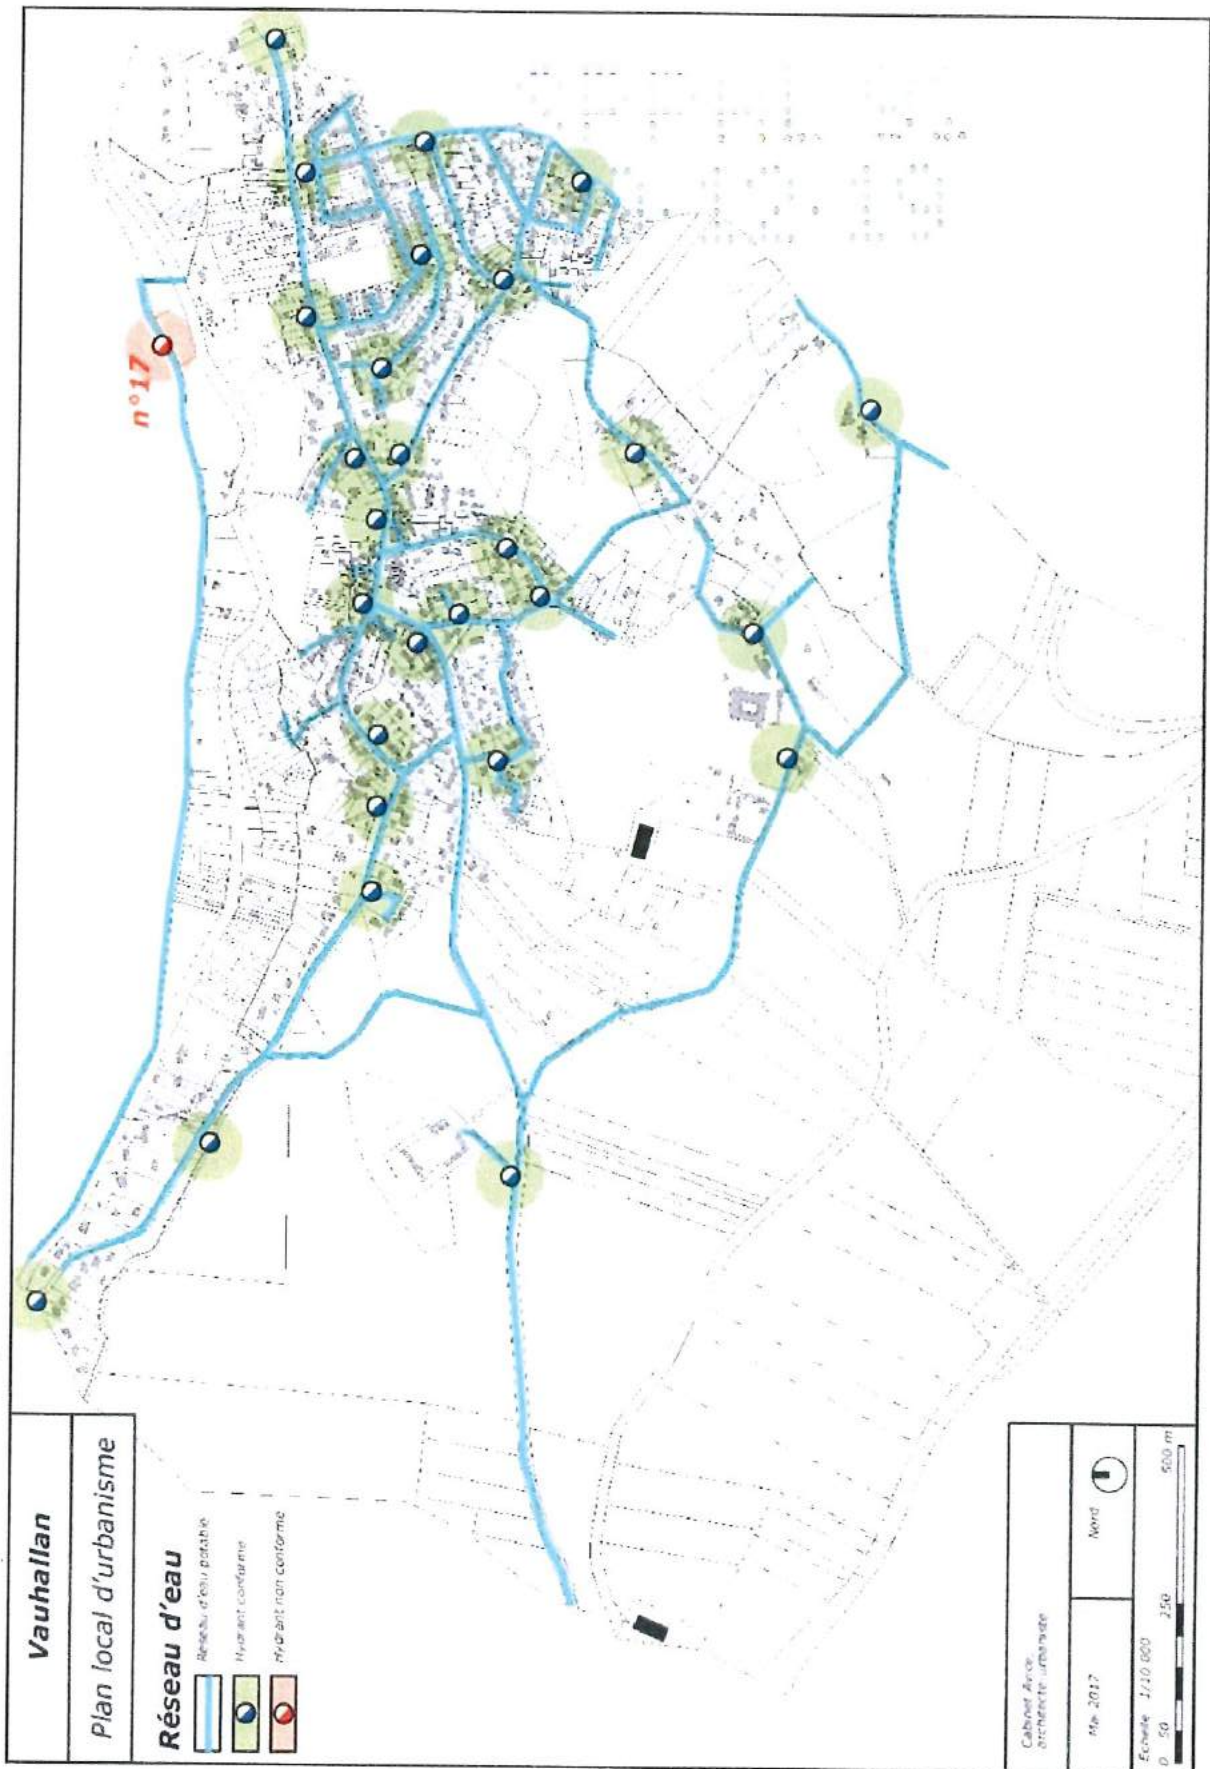 Vauhallan
Plan local d'urbanisme
Réseau d'eau
Réseau d'eau potable
Hydrant conforme
Hydrant non conforme
n°17
Cabinet Avice
architecte urbaniste
Mai 2017
Nord
Echelle 1/10 000
0 50 250 500 m